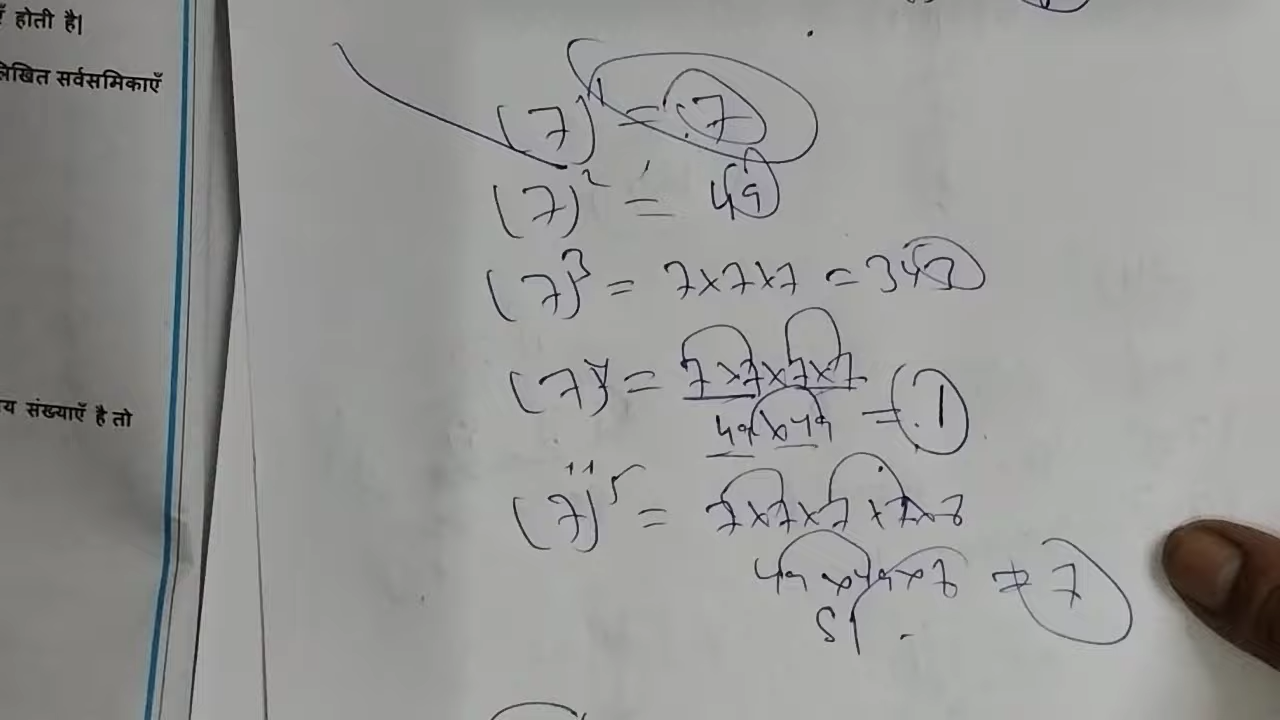 होती है।
लिखित सर्वसमिकाएँ
(7)¹ = 7
(7)² = 49
(7)³ = 7×7×7 = 343
(7)⁴ = 7×7×7×7
49×49 = 1
य संख्याएँ है तो
(7)⁵ = 7×7×7×7×7
49×49×7 = 7